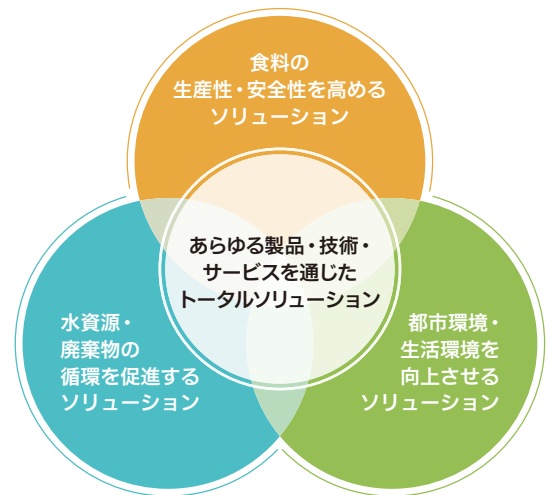 食料の
生産性・安全性を高める
ソリューション
あらゆる製品・技術・
サービスを通じた
トータルソリューション
水資源・
廃棄物の
循環を促進する
ソリューション
都市環境・
生活環境を
向上させる
ソリューション